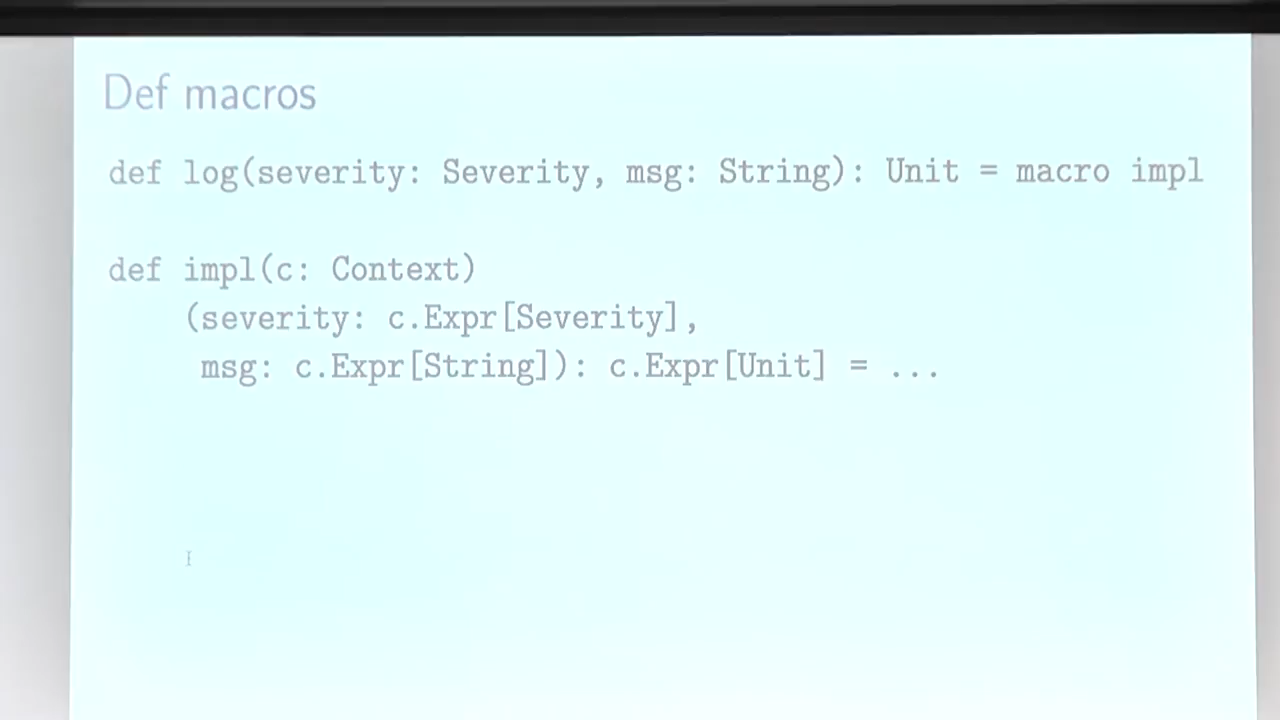 Def macros
def log(severity: Severity, msg: String): Unit = macro impl
def impl(c: Context)
(severity: c.Expr[Severity],
msg: c.Expr[String]): c.Expr[Unit] = ...